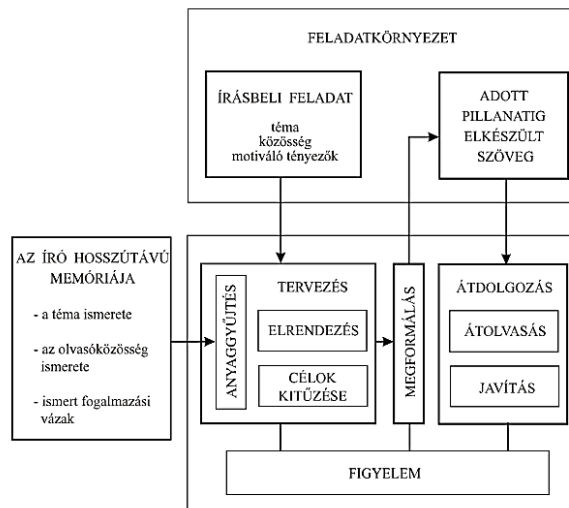 FELADATKÖRNYEZET
ÍRÁSBELI FELADAT
téma
közösség
motiváló tényezők
ADOTT
PILLANATIG
ELKÉSZÜLT
SZÖVEG
AZ ÍRÓ HOSSZÚTÁVÚ
MEMÓRIÁJA
- a téma ismerete
- az olvasóközösség
ismerete
- ismert fogalmazási
vázak
TERVEZÉS
ANYAGGYŰJTÉS
ELRENDEZÉS
CÉLOK
KITŰZÉSE
MEGFORMÁLÁS
ÁTDOLGOZÁS
ÁTOLVASÁS
JAVÍTÁS
FIGYELEM